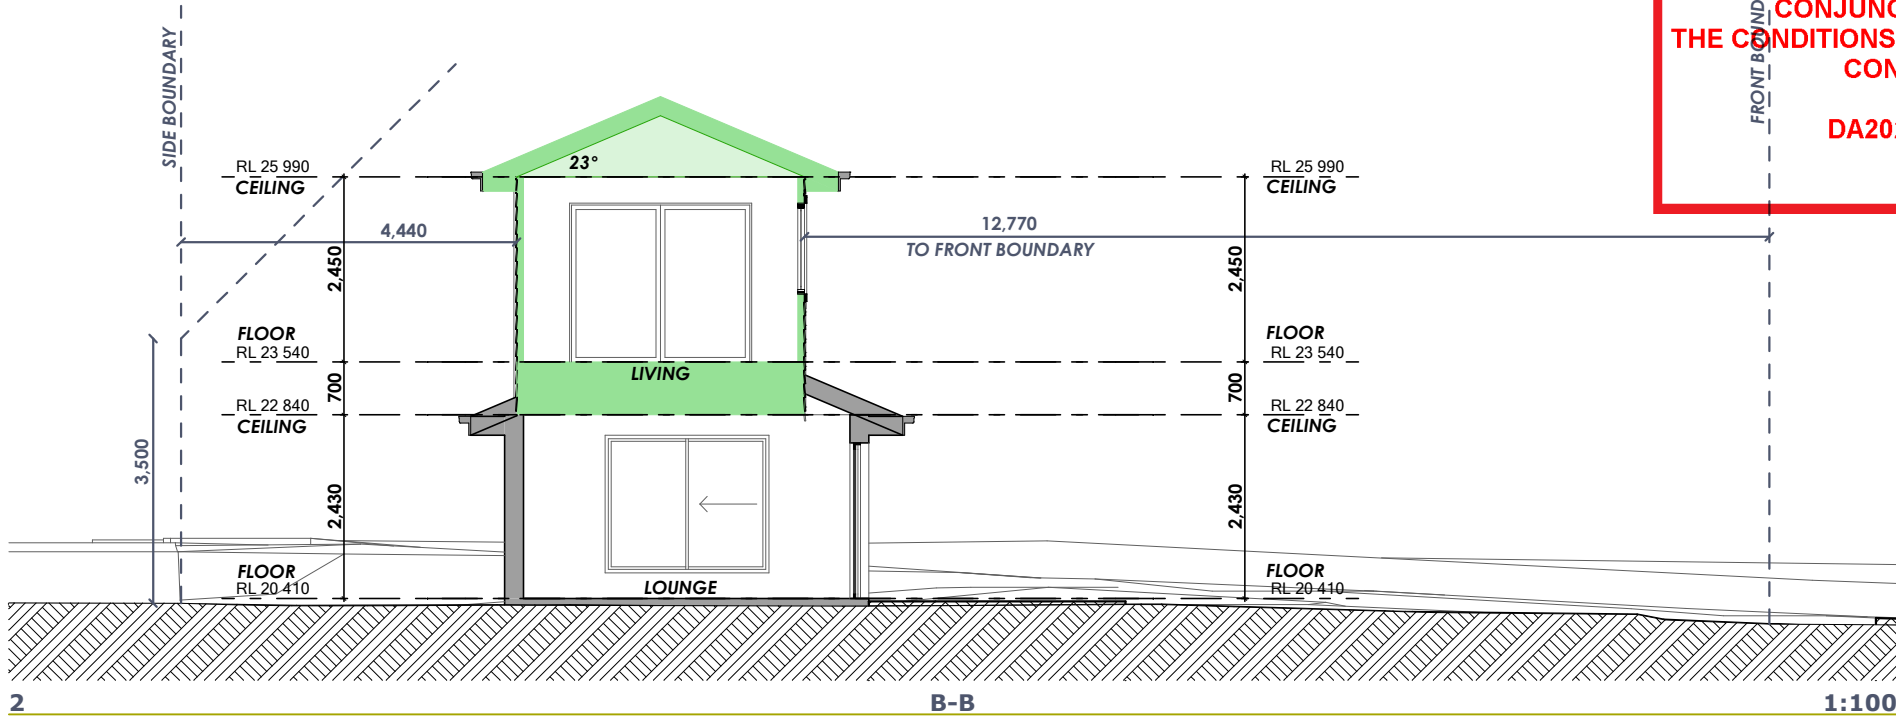 CONJUNC
THE CONDITIONS
CON
DA20
SIDE BOUNDARY
FRONT BOUND
23°
RL 25 990
CEILING
RL 25 990
CEILING
4,440
12,770
TO FRONT BOUNDARY
2,450
2,450
FLOOR
RL 23 540
FLOOR
RL 23 540
LIVING
700
700
RL 22 840
CEILING
RL 22 840
CEILING
3,500
2,430
2,430
FLOOR
RL 20 410
LOUNGE
FLOOR
RL 20 410
2
B-B
1:100